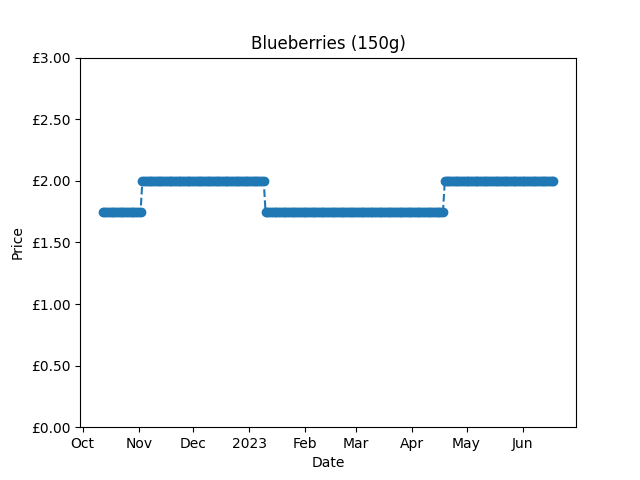 Blueberries (150g)
£3.00
£2.50
£2.00
£1.50
£1.00
£0.50
£0.00
Price
Oct Nov Dec 2023 Feb Mar Apr May Jun
Date